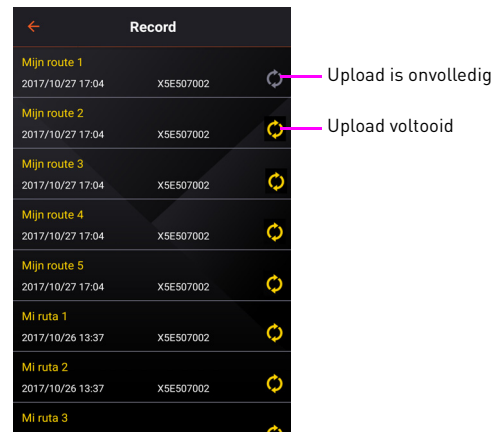 Record
Mijn route 1
2017/10/27 17:04 X5E507002
Upload is onvolledig
Mijn route 2
2017/10/27 17:04 X5E507002
Upload voltooid
Mijn route 3
2017/10/27 17:04 X5E507002
Mijn route 4
2017/10/27 17:04 X5E507002
Mijn route 5
2017/10/27 17:04 X5E507002
Mi ruta 1
2017/10/26 13:37 X5E507002
Mi ruta 2
2017/10/26 13:37 X5E507002
Mi ruta 3